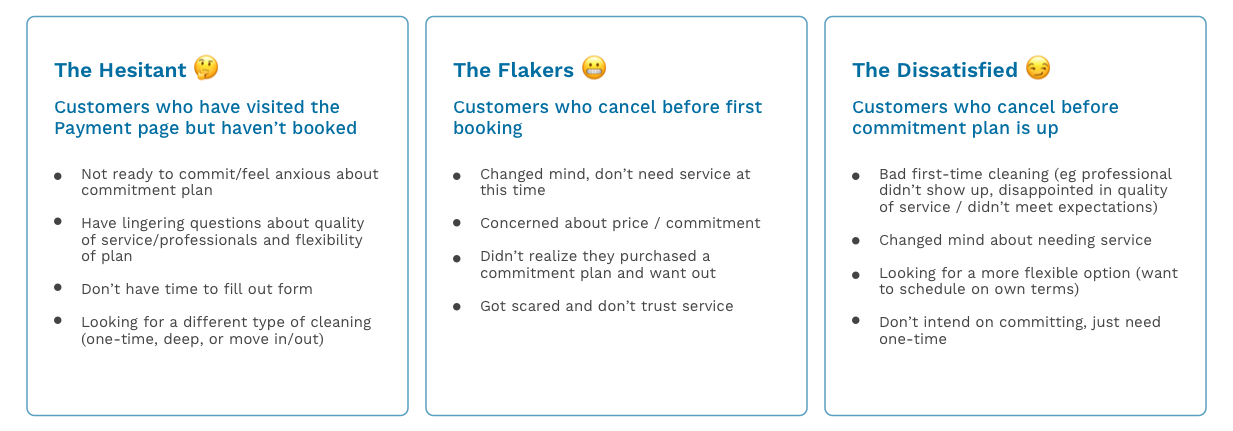 The Hesitant 🤔
Customers who have visited the
Payment page but haven’t booked
● Not ready to commit/feel anxious about
commitment plan
● Have lingering questions about quality
of service/professionals and flexibility
of plan
● Don’t have time to fill out form
● Looking for a different type of cleaning
(one-time, deep, or move in/out)
The Flakers 😬
Customers who cancel before first
booking
● Changed mind, don’t need service at
this time
● Concerned about price / commitment
● Didn’t realize they purchased a
commitment plan and want out
● Got scared and don’t trust service
The Dissatisfied 😏
Customers who cancel before
commitment plan is up
● Bad first-time cleaning (eg professional
didn’t show up, disappointed in quality
of service / didn’t meet expectations)
● Changed mind about needing service
● Looking for a more flexible option (want
to schedule on own terms)
● Don’t intend on committing, just need
one-time